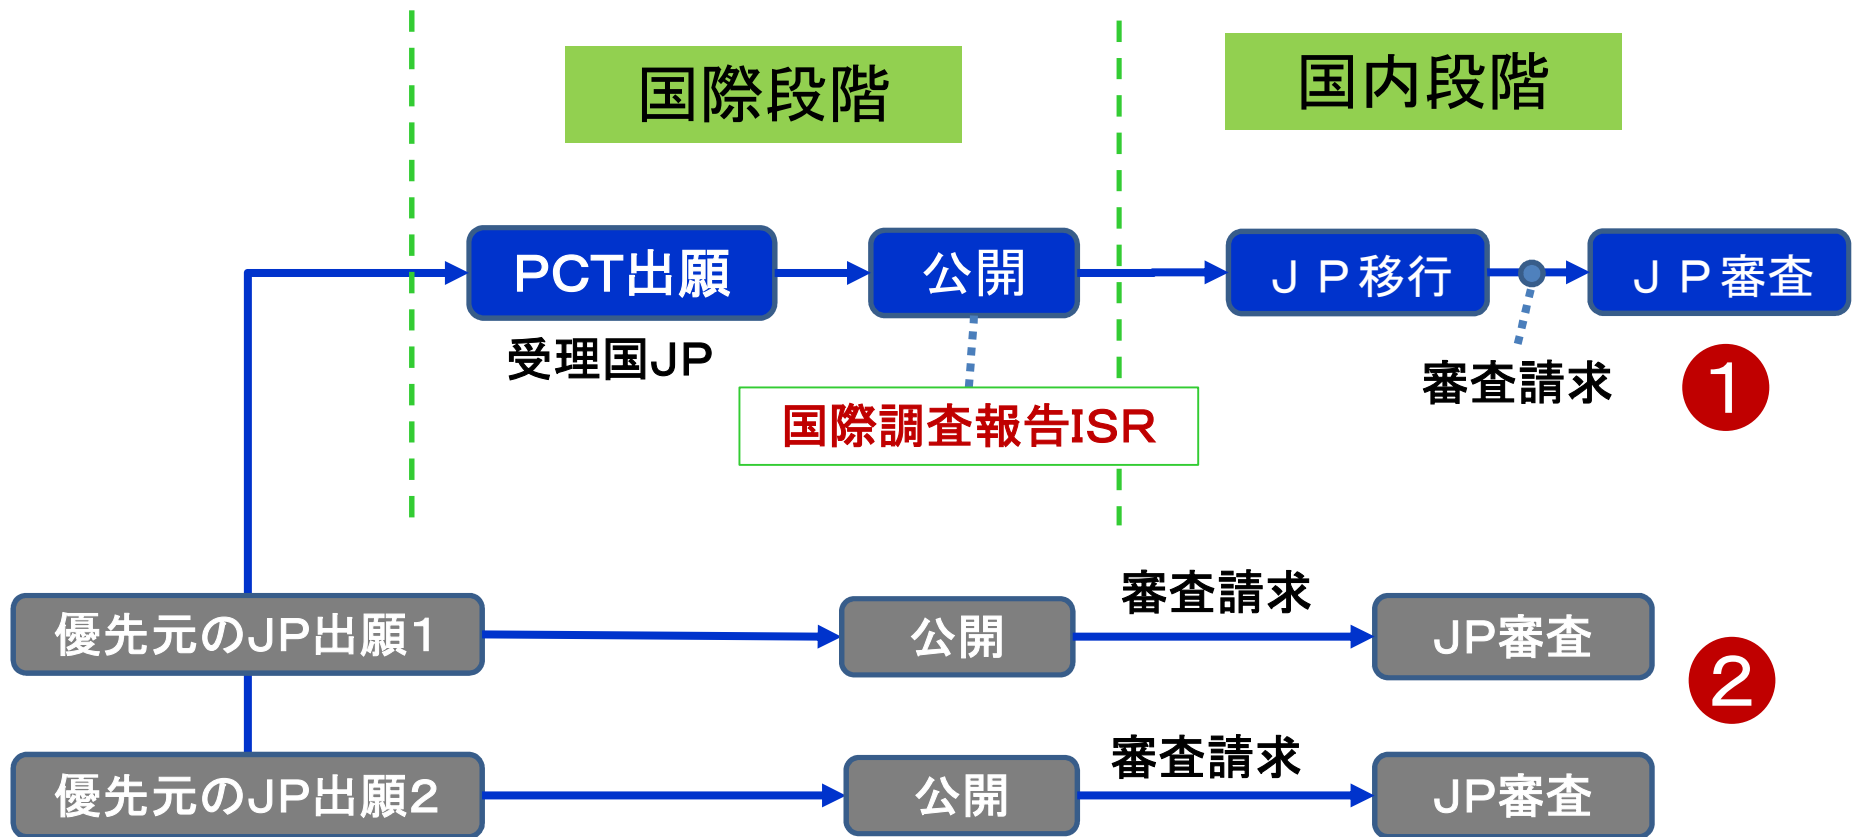 国際段階
国内段階
PCT出願
公開
ＪＰ移行
ＪＰ審査
受理国JP
審査請求
1
国際調査報告ISR
審査請求
優先元のJP出願1
公開
JP審査
2
審査請求
優先元のJP出願2
公開
JP審査